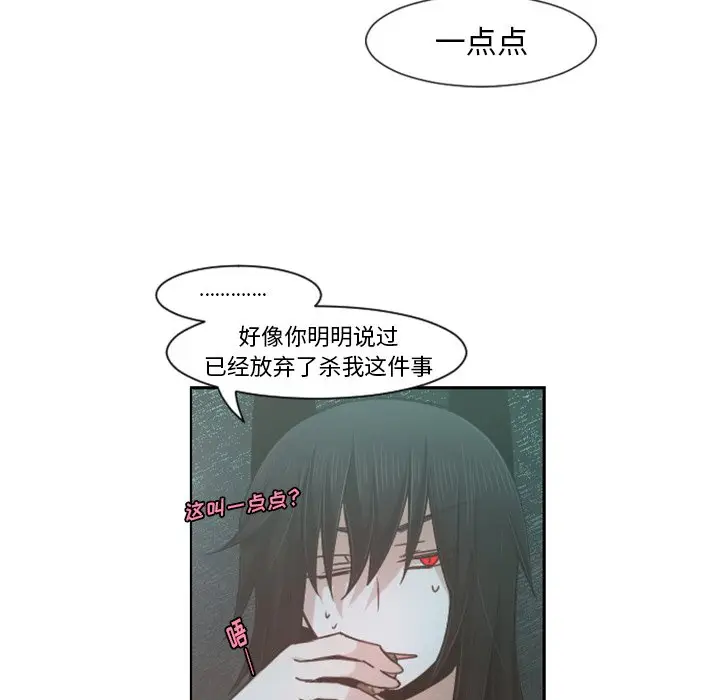 一点点
…………
好像你明明说过
已经放弃了杀我这件事
这叫一点点?
唔—